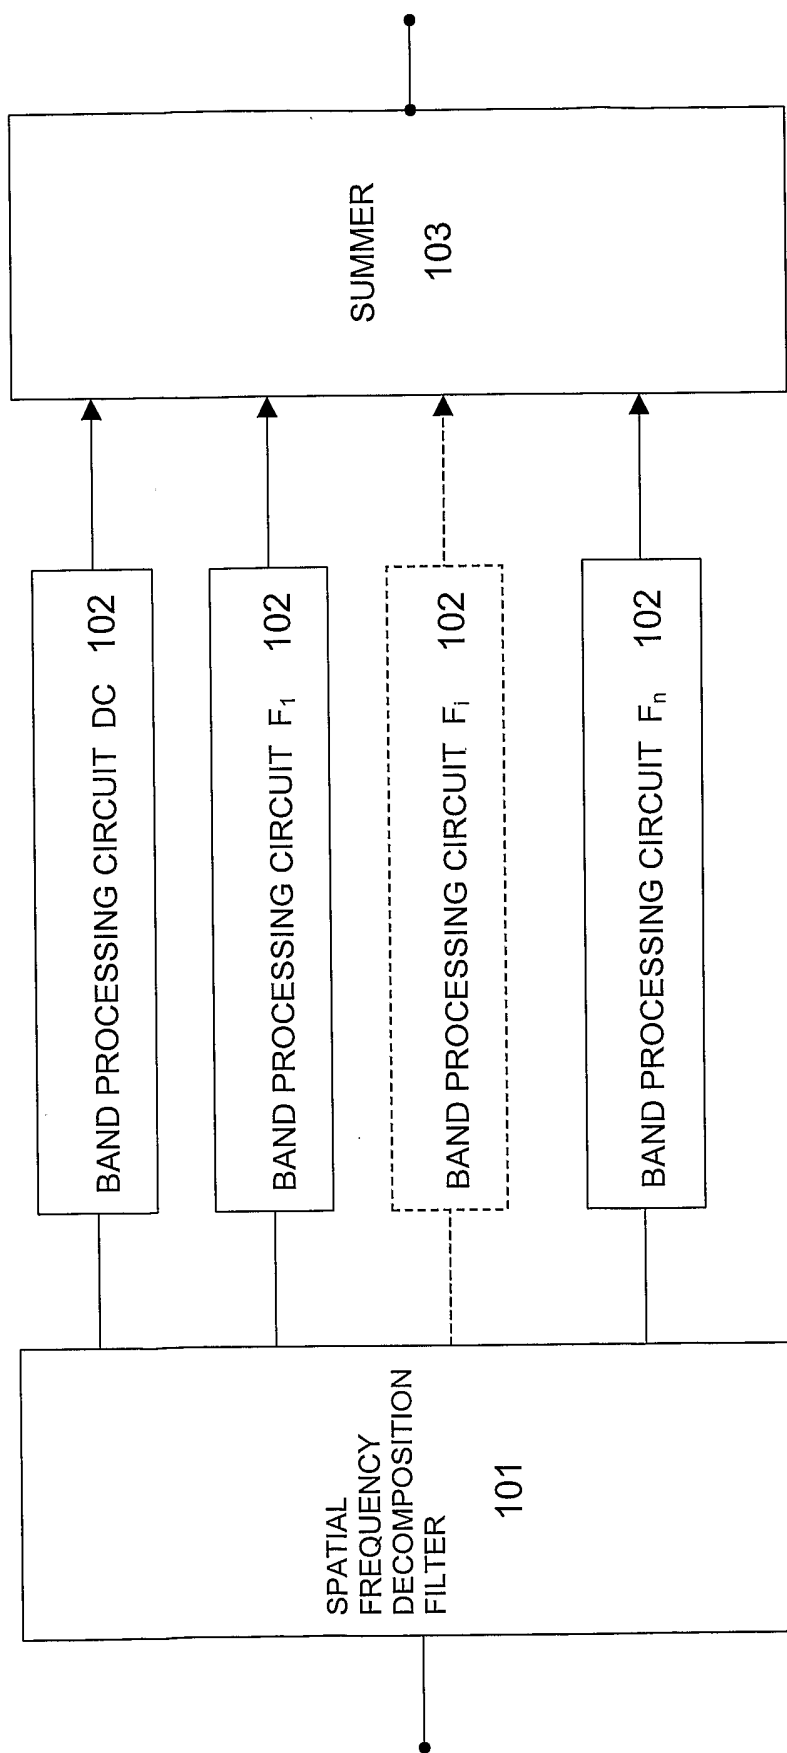 SPATIAL
FREQUENCY
DECOMPOSITION
FILTER
101
BAND PROCESSING CIRCUIT DC 102
BAND PROCESSING CIRCUIT F₁ 102
BAND PROCESSING CIRCUIT Fᵢ 102
BAND PROCESSING CIRCUIT Fₙ 102
SUMMER
103